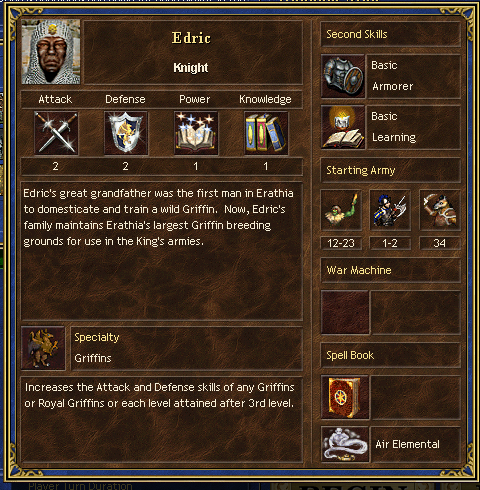 Edric
Knight
Attack Defense Power Knowledge
2 2 1 1
Edric's great grandfather was the first man in Erathia
to domesticate and train a wild Griffin. Now, Edric's
family maintains Erathia's largest Griffin breeding
grounds for use in the King's armies.
Specialty
Griffins
Increases the Attack and Defense skills of any Griffins
or Royal Griffins or each level attained after 3rd level.
Second Skills
Basic
Armorer
Basic
Learning
Starting Army
12-23 1-2 34
War Machine
Spell Book
Air Elemental
Player Turn Duration